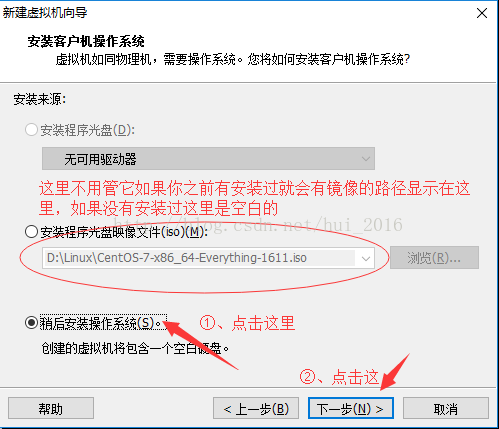 新建虚拟机向导
安装客户机操作系统
虚拟机如同物理机，需要操作系统。您将如何安装客户机操作系统?
安装来源:
安装程序光盘(D):
无可用驱动器
这里不用管它如果你之前有安装过就会有镜像的路径显示在这
里，如果没有安装过这里是空白的
http://blog.csdn.net/hui_2016
安装程序光盘映像文件(iso)(M):
D:\Linux\CentOS-7-x86_64-Everything-1611.iso
浏览(R)...
稍后安装操作系统(S)。
①、点击这里
创建的虚拟机将包含一个空白硬盘。
②、点击这
帮助
< 上一步(B)
下一步(N) >
取消